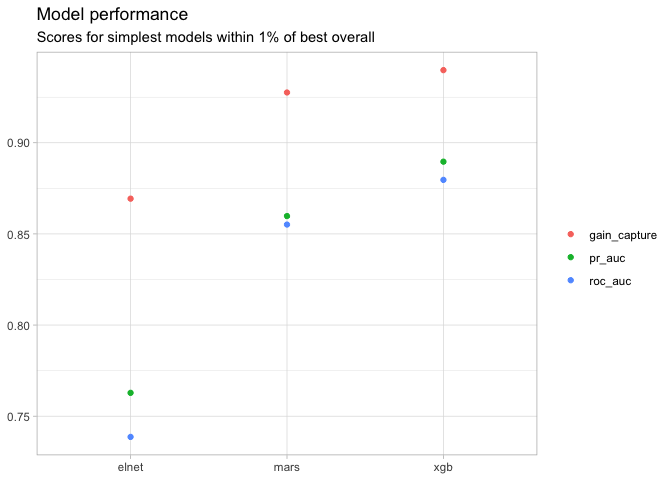 Model performance
Scores for simplest models within 1% of best overall
0.90
0.85
0.80
0.75
elnet
mars
xgb
gain_capture
pr_auc
roc_auc